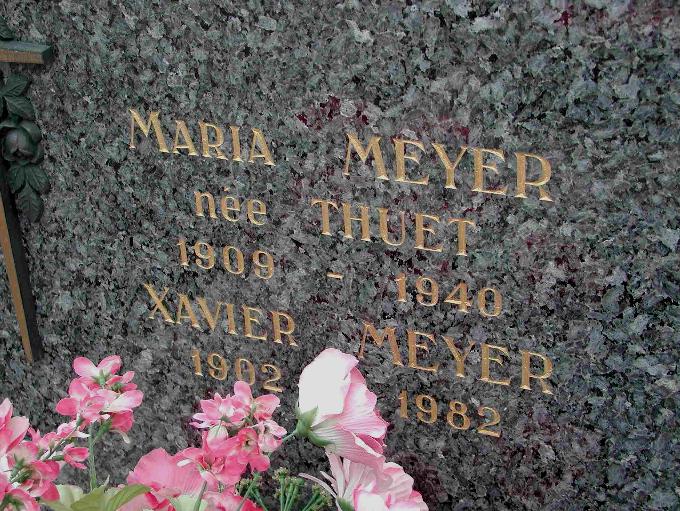 MARIA MEYER
née THUET
1909 - 1940
XAVIER MEYER
1902 1982